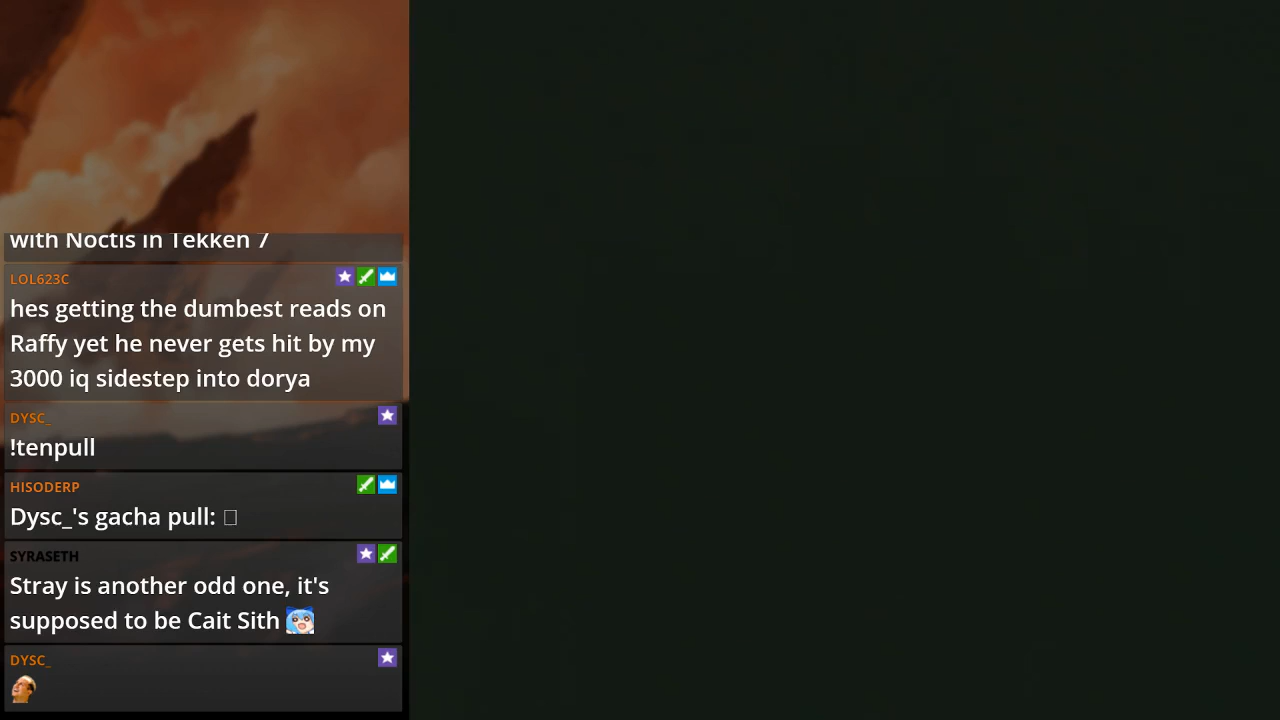 with Noctis in Tekken 7
LOL623C
hes getting the dumbest reads on
Raffy yet he never gets hit by my
3000 iq sidestep into dorya
DYSC_
!tenpull
HISODERP
Dysc_'s gacha pull:
SYRASETH
Stray is another odd one, it's
supposed to be Cait Sith
DYSC_